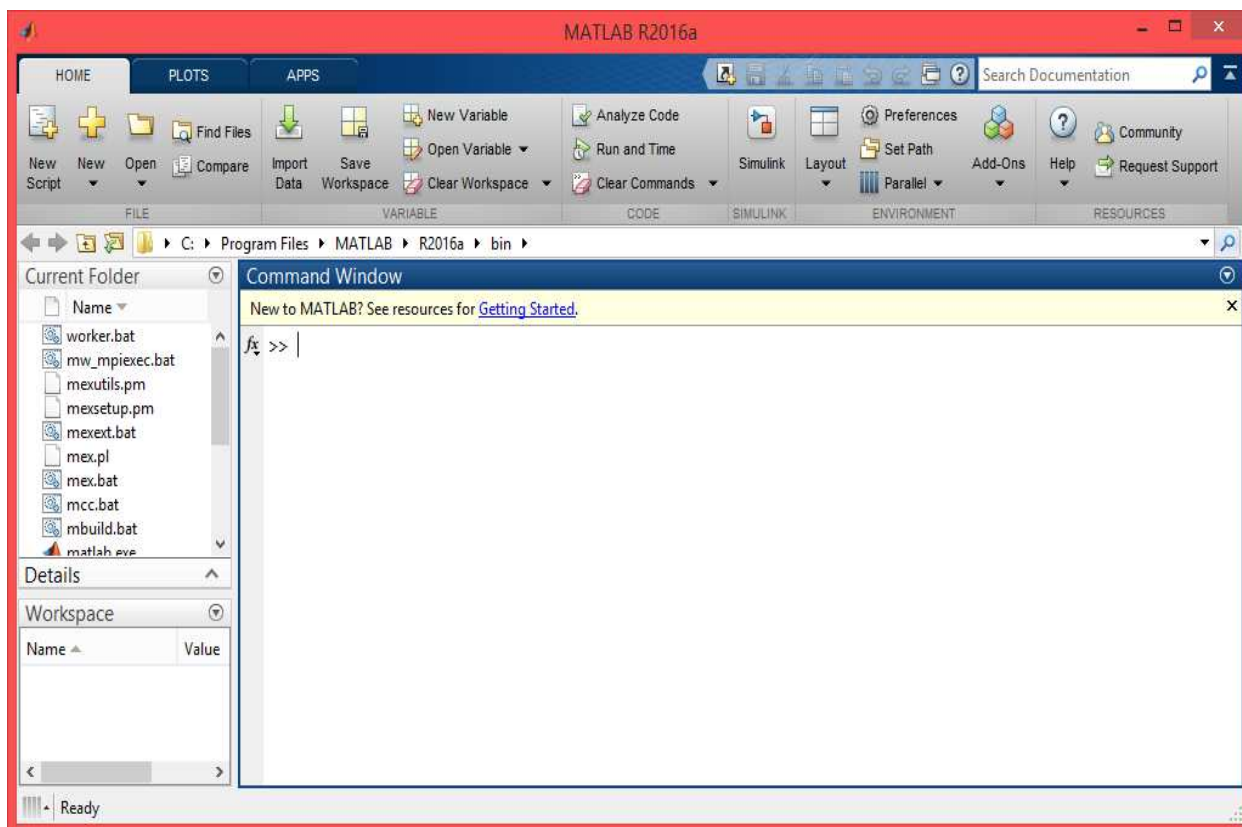 MATLAB R2016a
HOME PLOTS APPS Search Documentation
New Script New Open Find Files Compare
Import Data Save Workspace New Variable Open Variable Clear Workspace
Analyze Code Run and Time Clear Commands
Simulink Layout Preferences Set Path Parallel
Add-Ons Help Community Request Support
FILE VARIABLE CODE SIMULINK ENVIRONMENT RESOURCES
C: Program Files MATLAB R2016a bin
Current Folder
Name
worker.bat
mw_mpiexec.bat
mexutils.pm
mexsetup.pm
mexext.bat
mex.pl
mex.bat
mcc.bat
mbuild.bat
matlab.exe
Details
Workspace
Name Value
Command Window
New to MATLAB? See resources for Getting Started.
fx >>
Ready